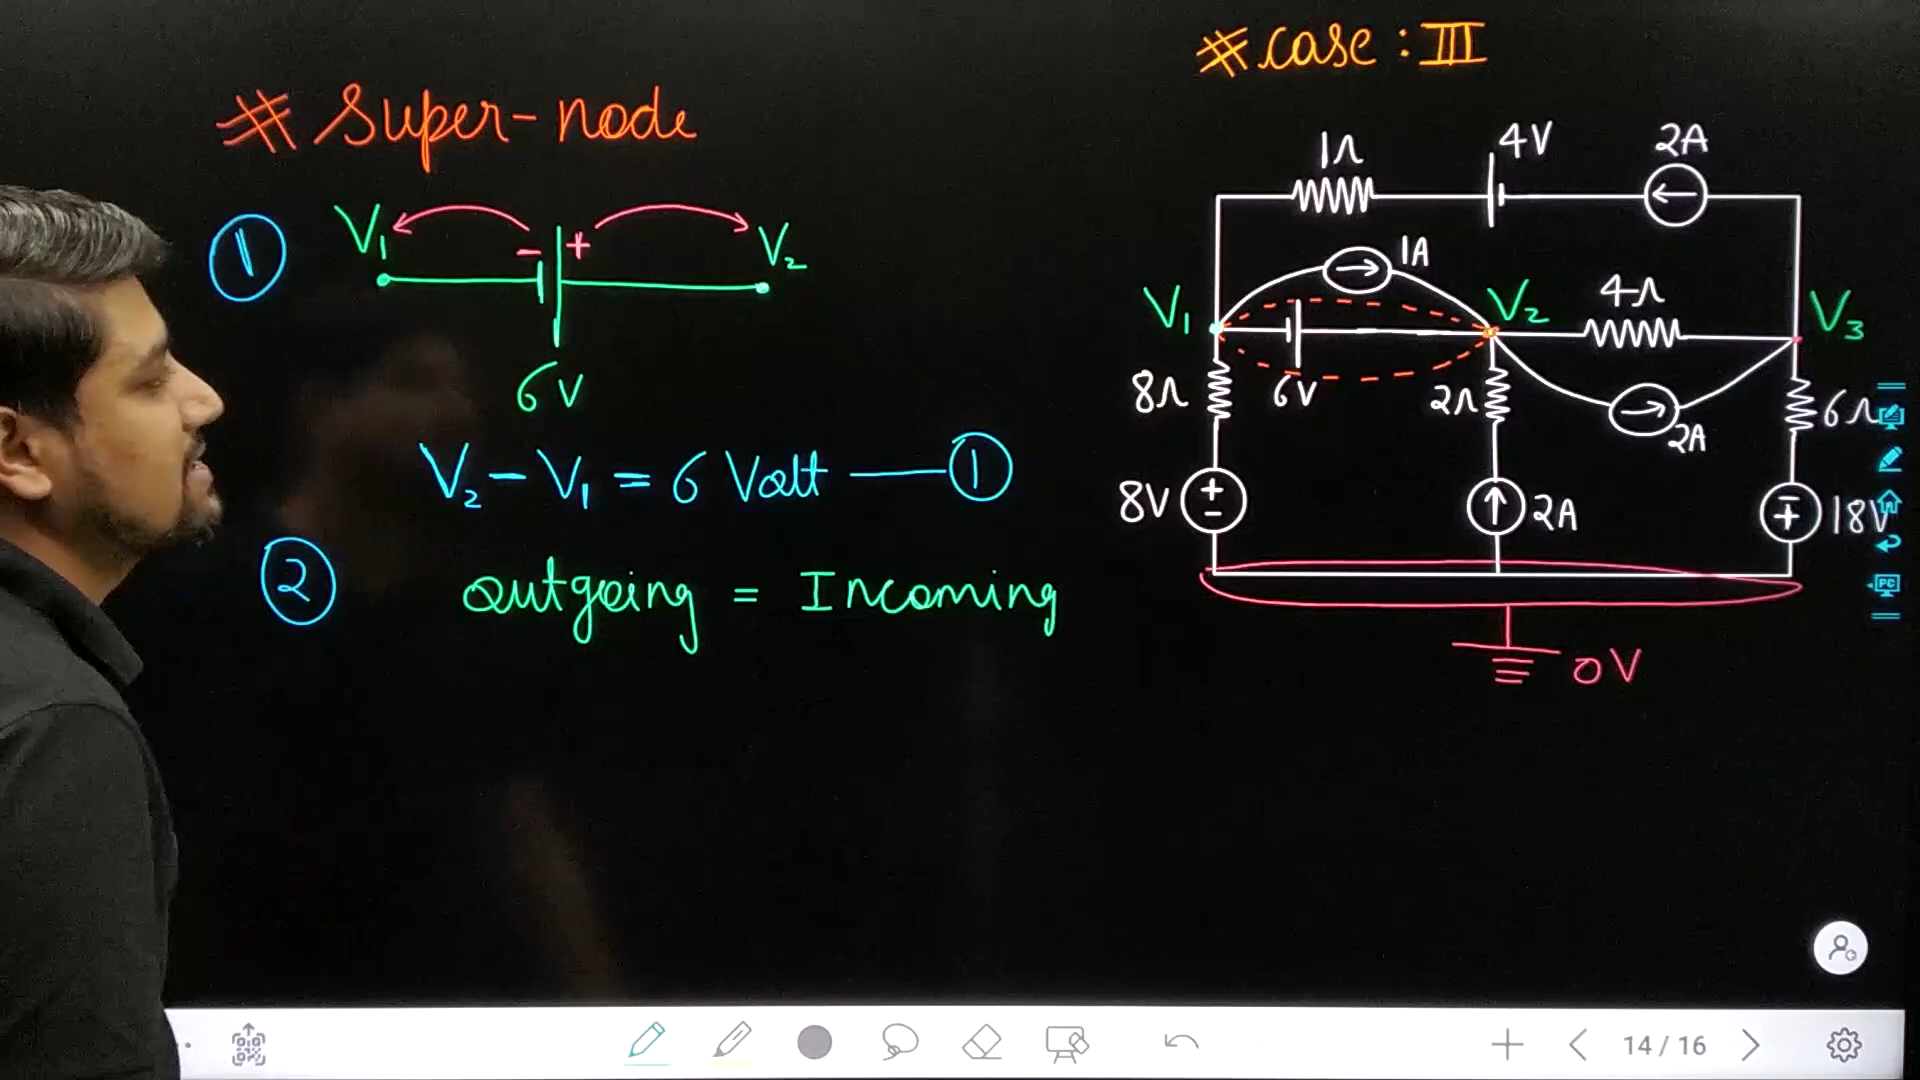 # Super-node
① V₁ - + V₂
6V
V₂ - V₁ = 6 Volt —— ①
② Outgoing = Incoming
# Case : III
1Ω 4V 2A
1A
V₁ V₂ 4Ω V₃
8Ω 6V 2Ω 2A 6Ω
8V + - 2A - + 18V
0V
PC
14 / 16